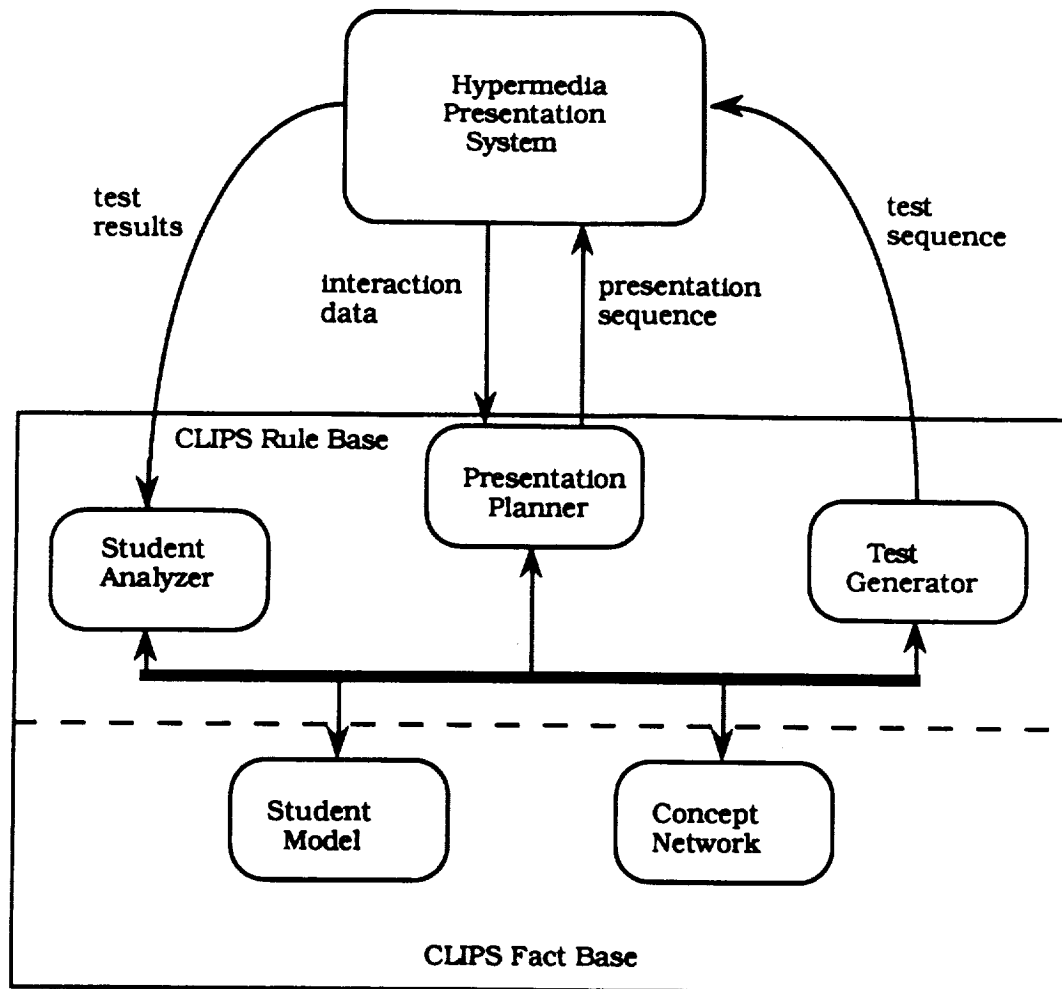 Hypermedia
Presentation
System
test
results
test
sequence
interaction
data
presentation
sequence
CLIPS Rule Base
Presentation
Planner
Student
Analyzer
Test
Generator
Student
Model
Concept
Network
CLIPS Fact Base